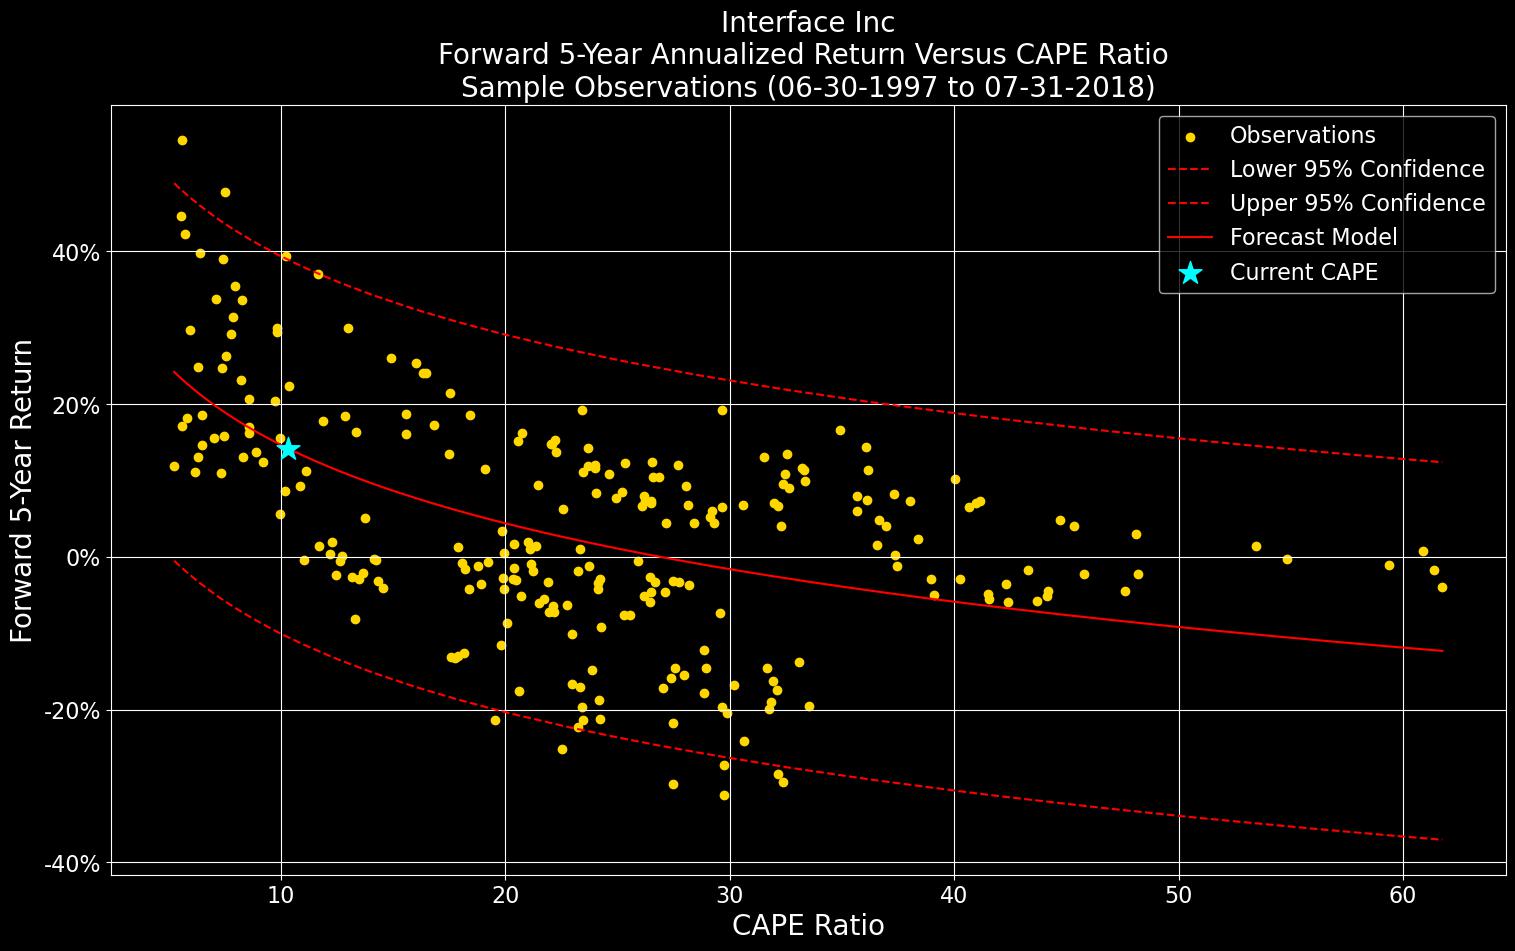 Interface Inc
Forward 5-Year Annualized Return Versus CAPE Ratio
Sample Observations (06-30-1997 to 07-31-2018)
Observations
Lower 95% Confidence
Upper 95% Confidence
Forecast Model
Current CAPE
Forward 5-Year Return
40%
20%
0%
-20%
-40%
10 20 30 40 50 60
CAPE Ratio